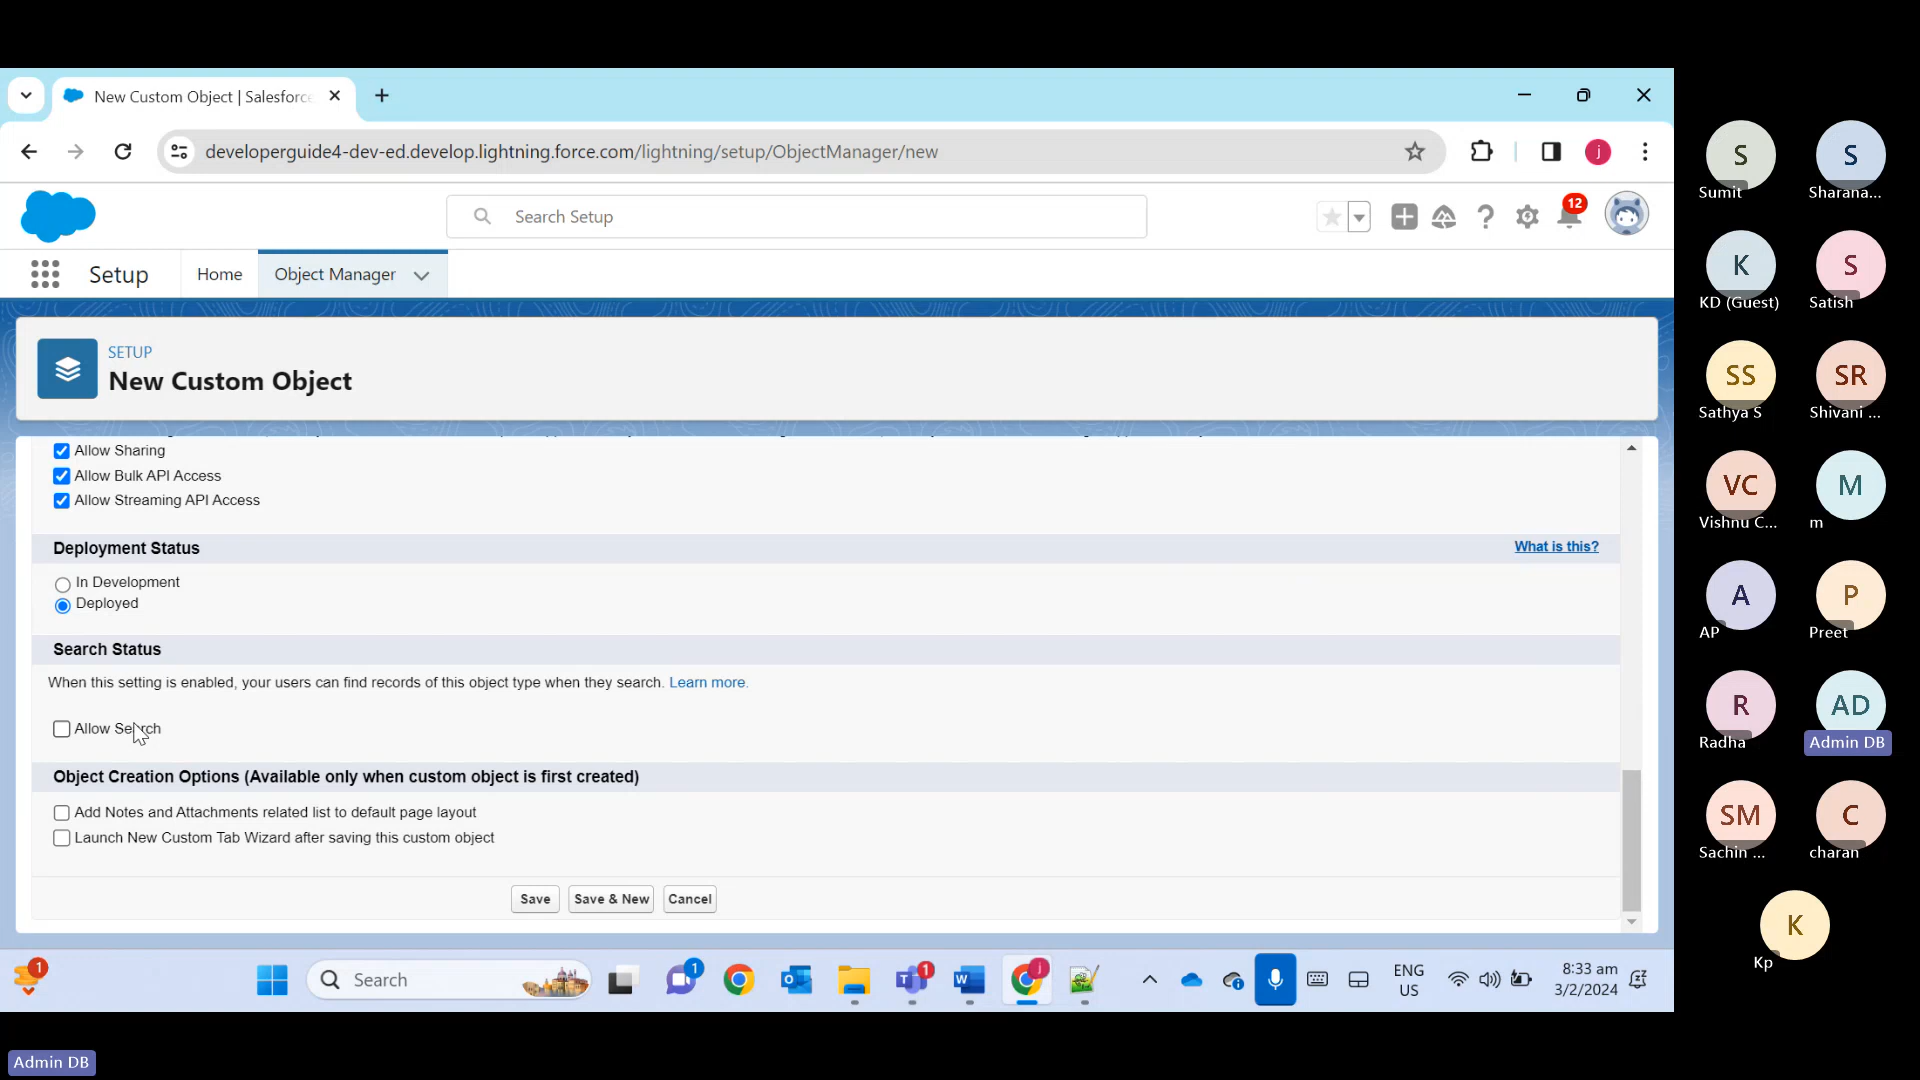 New Custom Object | Salesforc
developerguide4-dev-ed.develop.lightning.force.com/lightning/setup/ObjectManager/new
j
Search Setup
12
Setup
Home
Object Manager
SETUP
New Custom Object
Allow Sharing
Allow Bulk API Access
Allow Streaming API Access
Deployment Status
What is this?
In Development
Deployed
Search Status
When this setting is enabled, your users can find records of this object type when they search. Learn more.
Allow Search
Object Creation Options (Available only when custom object is first created)
Add Notes and Attachments related list to default page layout
Launch New Custom Tab Wizard after saving this custom object
Save
Save & New
Cancel
1
Search
1
1
j
ENG
US
8:33 am
3/2/2024
S
Sumit
S
Sharana...
K
KD (Guest)
S
Satish
SS
Sathya S
SR
Shivani ...
VC
Vishnu C...
M
m
A
AP
P
Preet
R
Radha
AD
Admin DB
SM
Sachin ...
C
charan
K
Kp
Admin DB